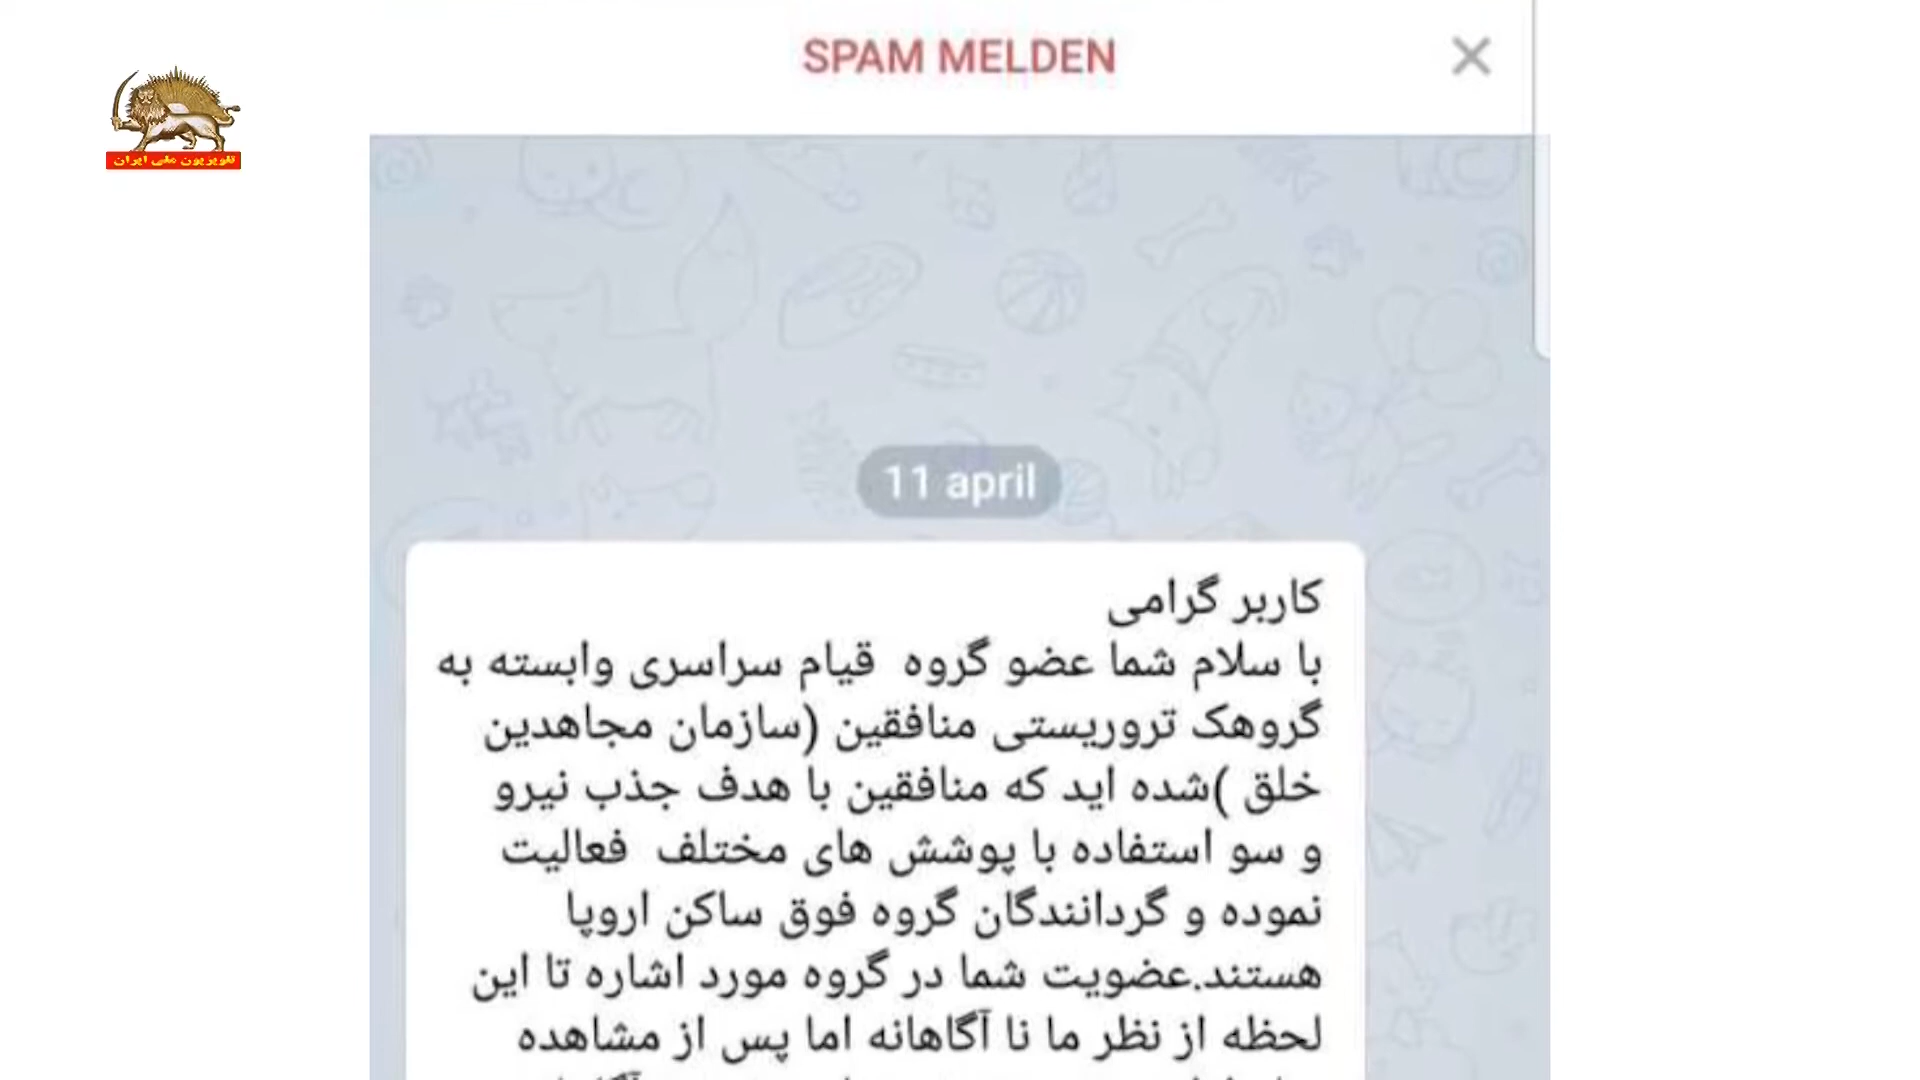 SPAM MELDEN
تلویزیون ملی ایران
11 april
کاربر گرامی
با سلام شما عضو گروه قیام سراسری وابسته به
گروهک تروریستی منافقین (سازمان مجاهدین
خلق )شده اید که منافقین با هدف جذب نیرو
و سو استفاده با پوشش های مختلف فعالیت
نموده و گردانندگان گروه فوق ساکن اروپا
هستند.عضویت شما در گروه مورد اشاره تا این
لحظه از نظر ما نا آگاهانه اما پس از مشاهده